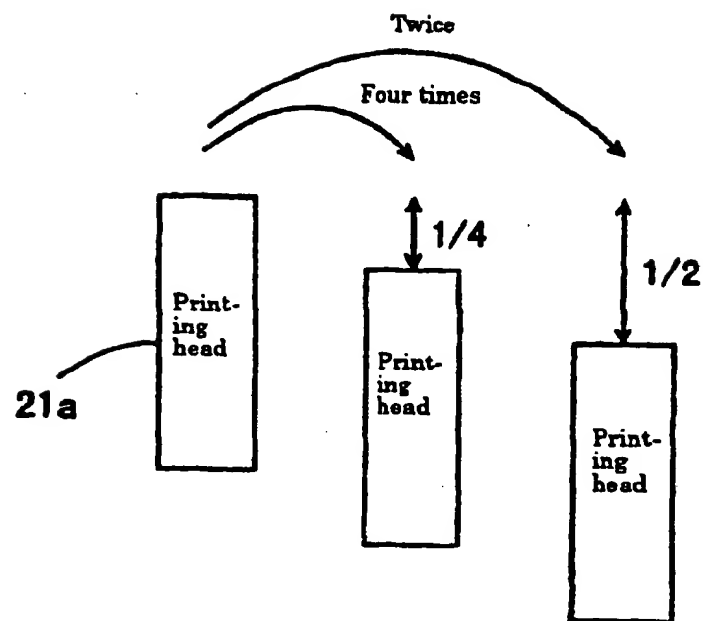 Twice
Four times
1/4
1/2
Print-
ing
head
Print-
ing
head
Print-
ing
head
21a